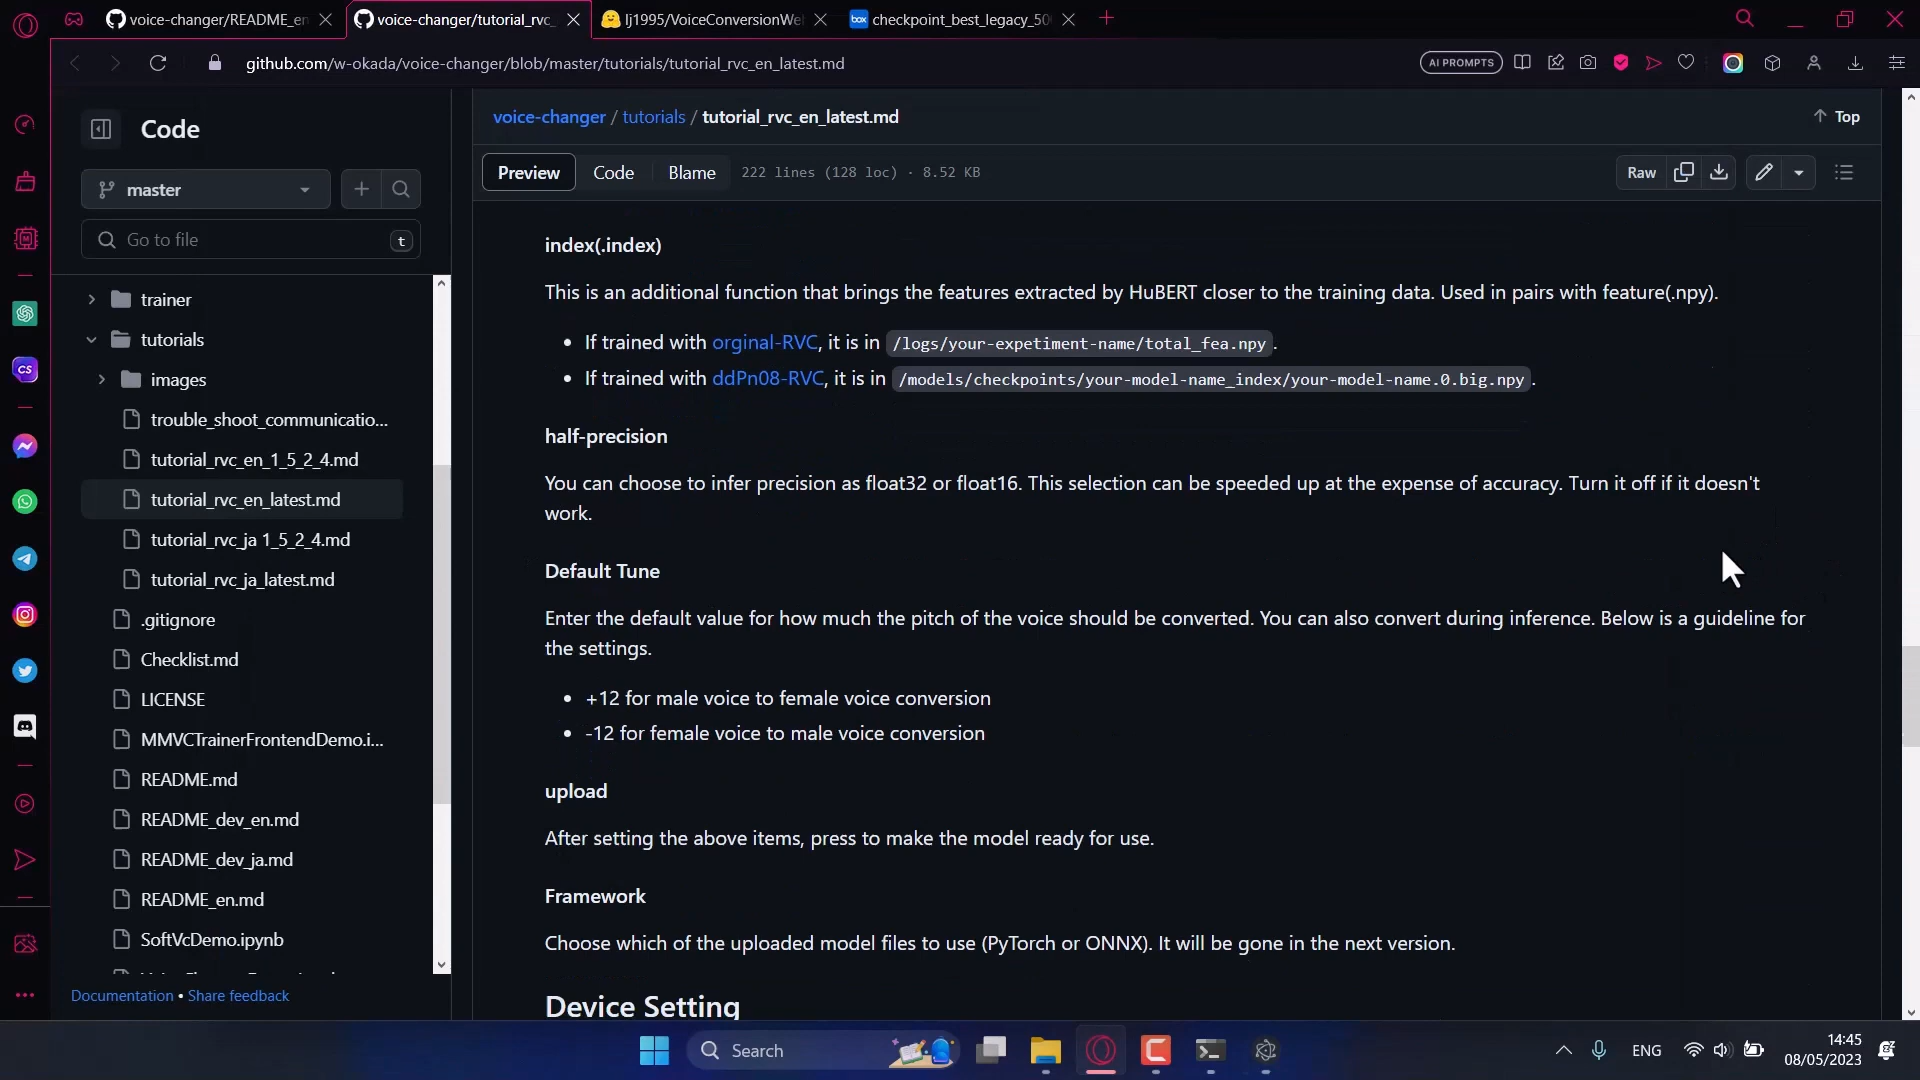 voice-changer/README_en
voice-changer/tutorial_rvc_
lj1995/VoiceConversionWe
checkpoint_best_legacy_50
github.com/w-okada/voice-changer/blob/master/tutorials/tutorial_rvc_en_latest.md
AI PROMPTS
Code
master
Go to file
t
trainer
tutorials
images
trouble_shoot_communicatio...
tutorial_rvc_en_1_5_2_4.md
tutorial_rvc_en_latest.md
tutorial_rvc_ja 1_5_2_4.md
tutorial_rvc_ja_latest.md
.gitignore
Checklist.md
LICENSE
MMVCTrainerFrontendDemo.i...
README.md
README_dev_en.md
README_dev_ja.md
README_en.md
SoftVcDemo.ipynb
Documentation • Share feedback
voice-changer / tutorials / tutorial_rvc_en_latest.md
Top
Preview Code Blame 222 lines (128 loc) · 8.52 KB
Raw
index(.index)
This is an additional function that brings the features extracted by HuBERT closer to the training data. Used in pairs with feature(.npy).
• If trained with orginal-RVC, it is in /logs/your-expetiment-name/total_fea.npy.
• If trained with ddPn08-RVC, it is in /models/checkpoints/your-model-name_index/your-model-name.0.big.npy.
half-precision
You can choose to infer precision as float32 or float16. This selection can be speeded up at the expense of accuracy. Turn it off if it doesn't
work.
Default Tune
Enter the default value for how much the pitch of the voice should be converted. You can also convert during inference. Below is a guideline for
the settings.
• +12 for male voice to female voice conversion
• -12 for female voice to male voice conversion
upload
After setting the above items, press to make the model ready for use.
Framework
Choose which of the uploaded model files to use (PyTorch or ONNX). It will be gone in the next version.
Device Setting
Search
ENG
14:45
08/05/2023